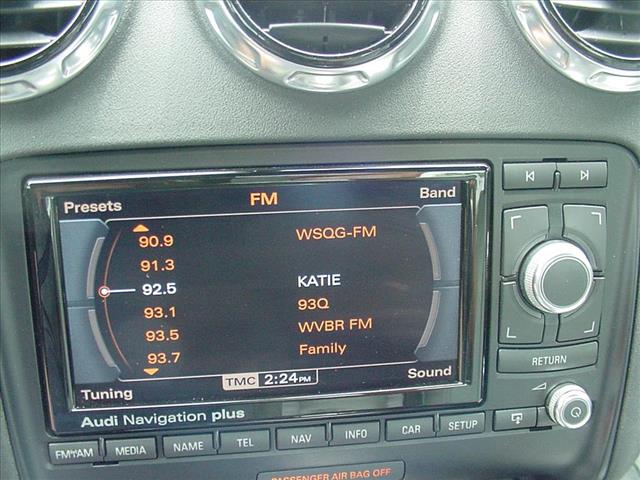 FM
Presets
Band
90.9 WSQG-FM
91.3
92.5 KATIE
93.1 93Q
93.5 WVBR FM
93.7 Family
Tuning
TMC 2:24 PM
Sound
RETURN
Audi Navigation plus
FM/AM MEDIA NAME TEL NAV INFO CAR SETUP
PASSENGER AIR BAG OFF